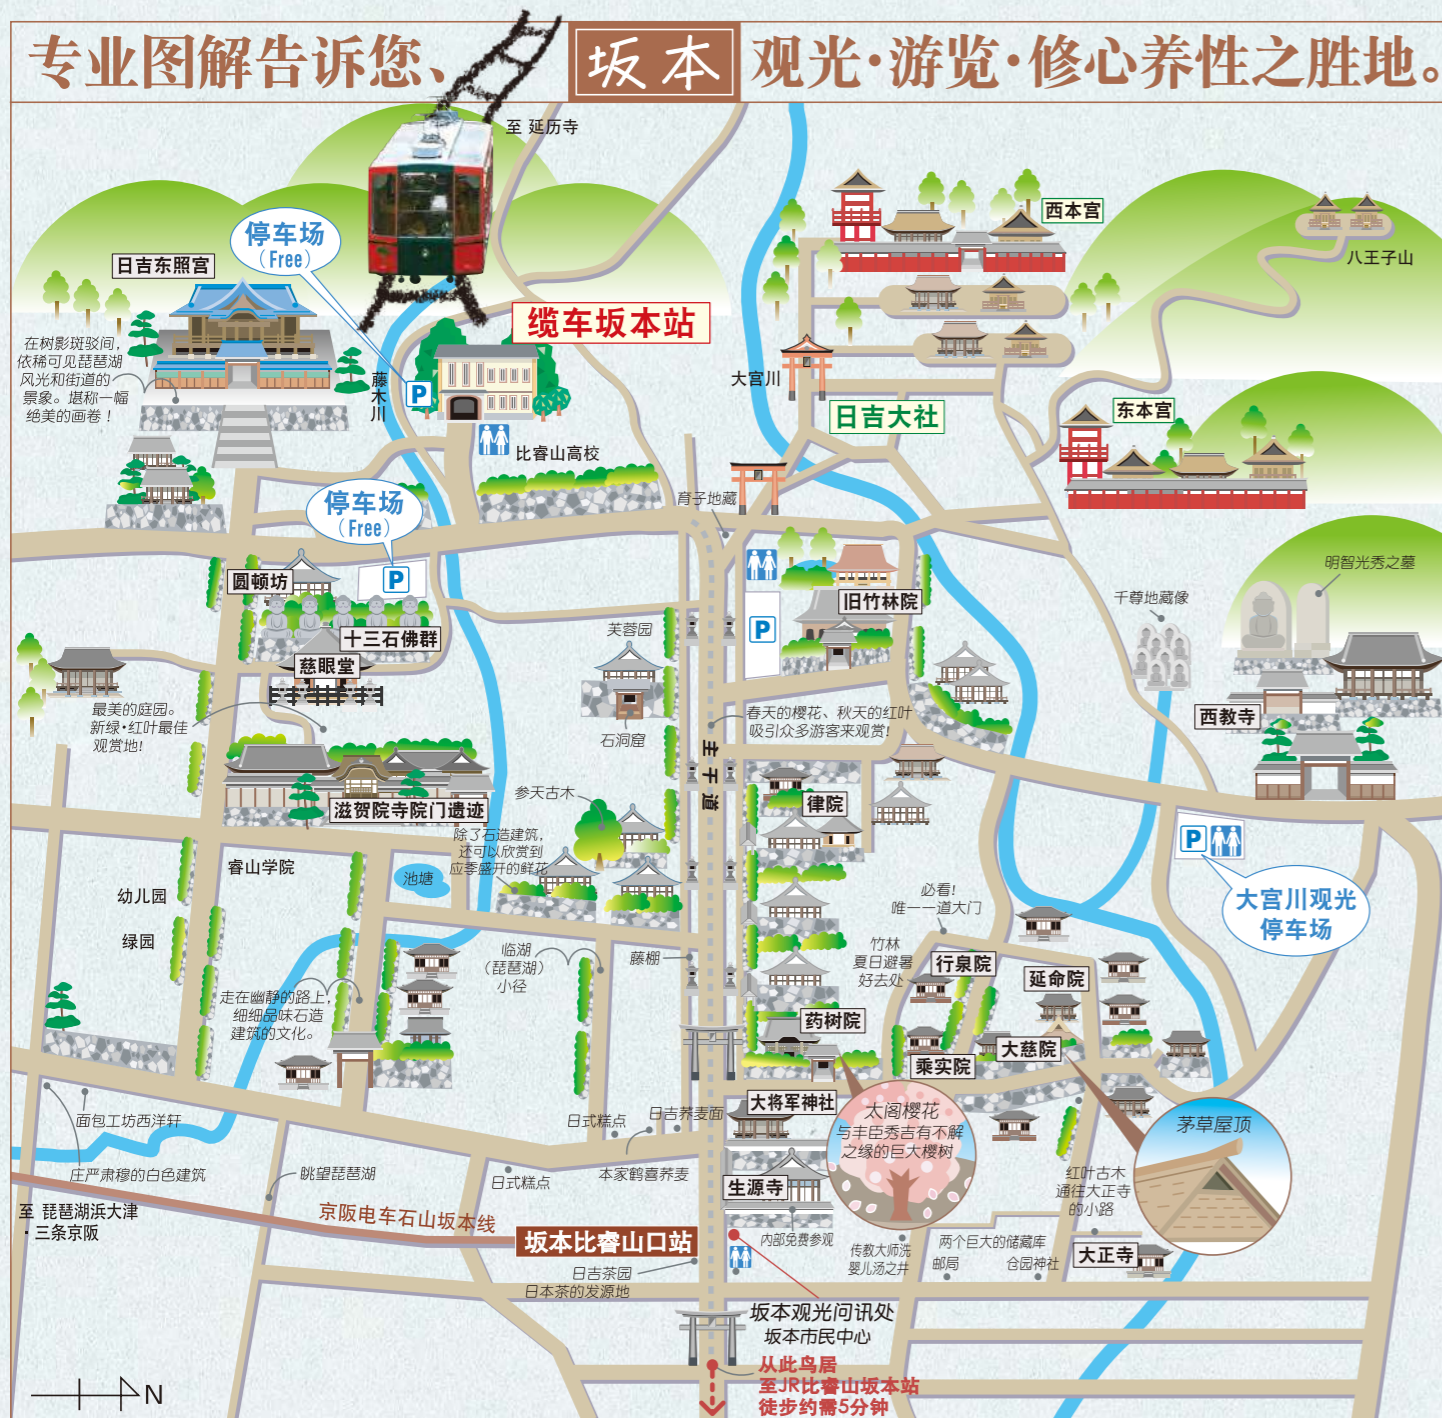 专业图解告诉您、
坂本
观光·游览·修心养性之胜地。
至 延历寺
停车场
（Free）
日吉东照宫
西本宫
八王子山
缆车坂本站
在树影斑驳间，
依稀可见琵琶湖
风光和街道的
景象。堪称一幅
绝美的画卷！
藤木川
P
大宫川
日吉大社
东本宫
比睿山高校
停车场
（Free）
育子地藏
P
圆顿坊
十三石佛群
慈眼堂
旧竹林院
P
芙蓉园
石洞窟
明智光秀之墓
千尊地藏像
西教寺
最美的庭园。
新绿·红叶最佳
观赏地！
春天的樱花、秋天的红叶
吸引众多游客来观赏！
主干道
滋贺院寺院门遗迹
参天古木
除了石造建筑，
还可以欣赏到
应季盛开的鲜花
律院
P
大宫川观光
停车场
睿山学院
池塘
幼儿园
绿园
必看！
唯一一道大门
竹林
夏日避暑
好去处
行泉院
延命院
临湖
（琵琶湖）
小径
藤棚
走在幽静的路上，
细细品味石造
建筑的文化。
药树院
乘实院
大慈院
面包工坊西洋轩
庄严肃穆的白色建筑
日式糕点
日吉荞麦面
大将军神社
太阁樱花
与丰臣秀吉有不解
之缘的巨大樱树
茅草屋顶
眺望琵琶湖
日式糕点
本家鹤喜荞麦
生源寺
红叶古木
通往大正寺
的小路
至 琵琶湖浜大津
·三条京阪
京阪电车石山坂本线
坂本比睿山口站
内部免费参观
传教大师洗
婴儿汤之井
两个巨大的储藏库
邮局
仓园神社
大正寺
日吉茶园
日本茶的发源地
坂本观光问讯处
坂本市民中心
从此鸟居
至JR比睿山坂本站
徒步约需5分钟
N